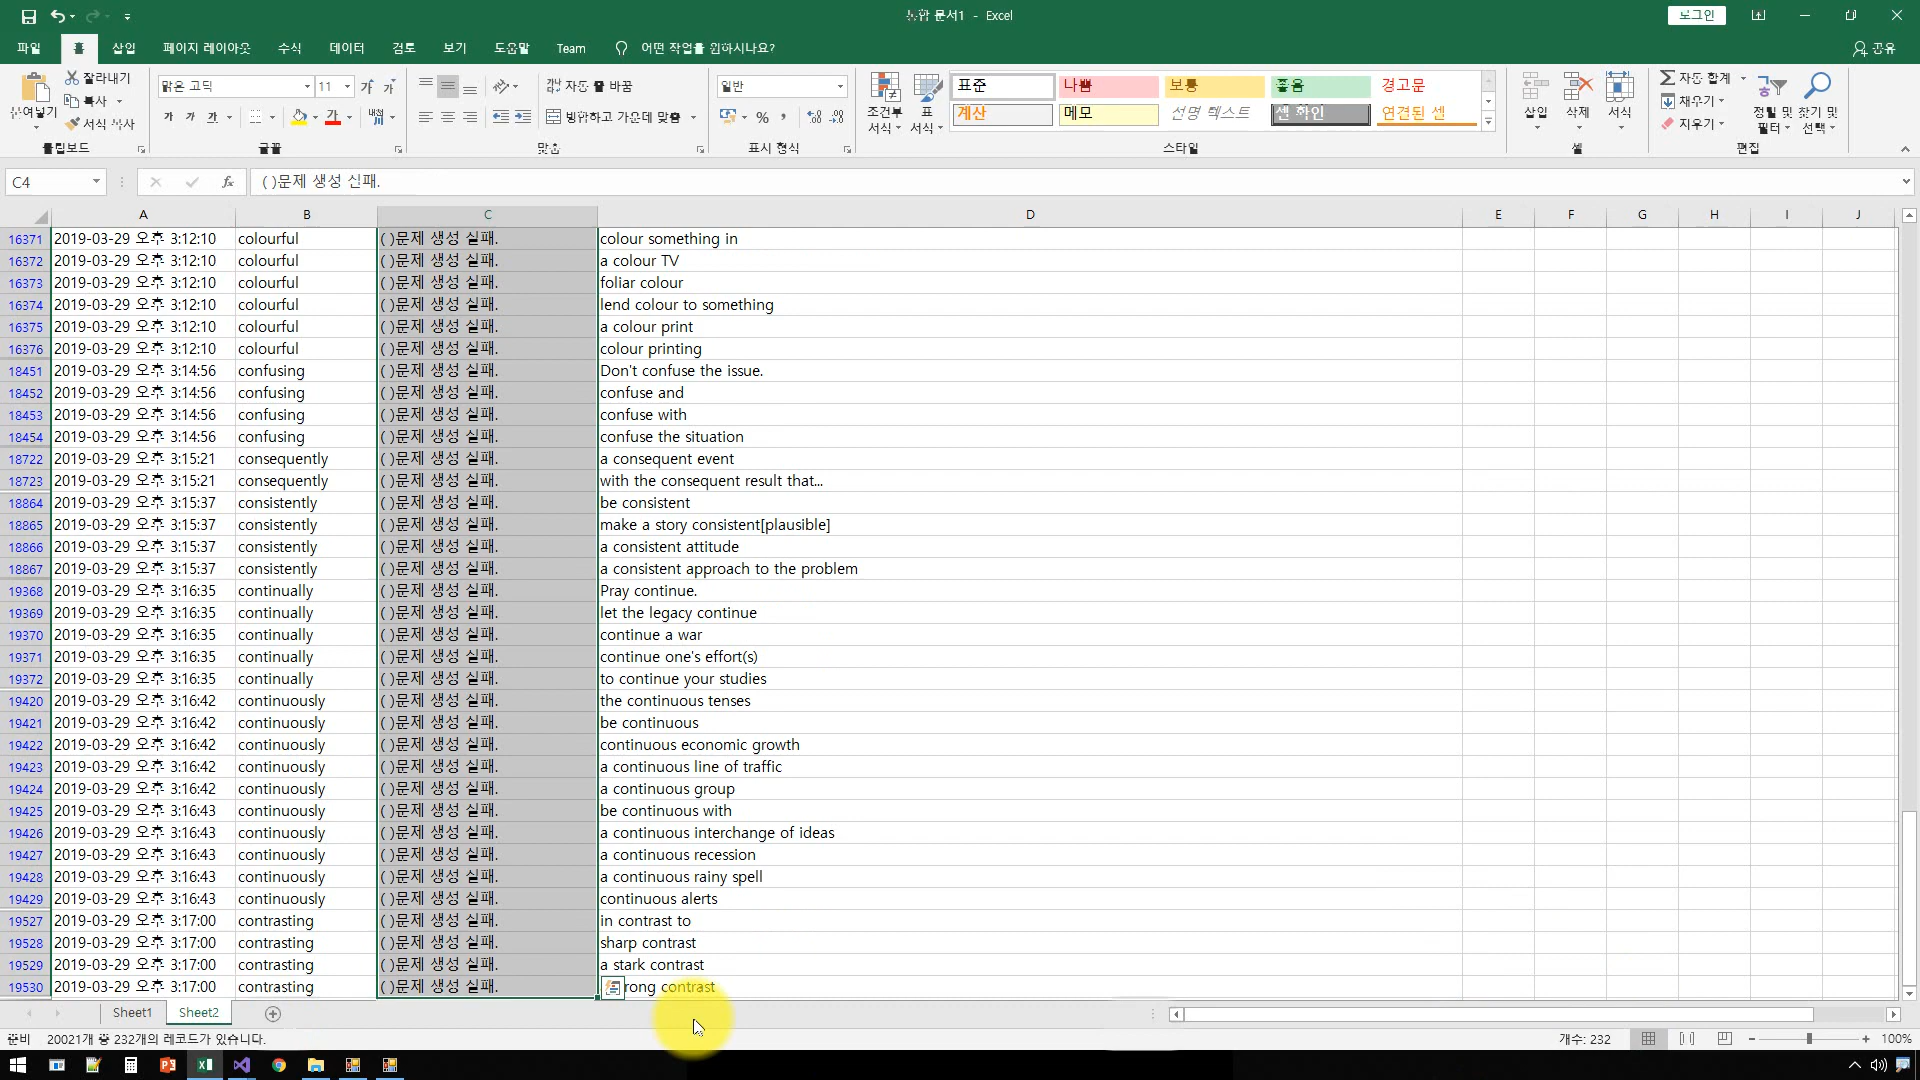 통합 문서1 - Excel
로그인
파일 홈 삽입 페이지 레이아웃 수식 데이터 검토 보기 도움말 Team 어떤 작업을 원하시나요? 공유
붙여넣기
잘라내기
복사
서식 복사
클립보드
맑은 고딕 11
가 가 가
글꼴
자동 줄 바꿈
병합하고 가운데 맞춤
맞춤
일반
표시 형식
조건부 서식
표 서식
표준 나쁨 보통 좋음 경고문
계산 메모 설명 텍스트 셀 확인 연결된 셀
스타일
삽입 삭제 서식
셀
자동 합계
채우기
지우기
정렬 및 필터
찾기 및 선택
편집
C4 fx ( )문제 생성 실패.
A B C D E F G H I J
16371 2019-03-29 오후 3:12:10 colourful ( )문제 생성 실패. colour something in
16372 2019-03-29 오후 3:12:10 colourful ( )문제 생성 실패. a colour TV
16373 2019-03-29 오후 3:12:10 colourful ( )문제 생성 실패. foliar colour
16374 2019-03-29 오후 3:12:10 colourful ( )문제 생성 실패. lend colour to something
16375 2019-03-29 오후 3:12:10 colourful ( )문제 생성 실패. a colour print
16376 2019-03-29 오후 3:12:10 colourful ( )문제 생성 실패. colour printing
18451 2019-03-29 오후 3:14:56 confusing ( )문제 생성 실패. Don't confuse the issue.
18452 2019-03-29 오후 3:14:56 confusing ( )문제 생성 실패. confuse and
18453 2019-03-29 오후 3:14:56 confusing ( )문제 생성 실패. confuse with
18454 2019-03-29 오후 3:14:56 confusing ( )문제 생성 실패. confuse the situation
18722 2019-03-29 오후 3:15:21 consequently ( )문제 생성 실패. a consequent event
18723 2019-03-29 오후 3:15:21 consequently ( )문제 생성 실패. with the consequent result that...
18864 2019-03-29 오후 3:15:37 consistently ( )문제 생성 실패. be consistent
18865 2019-03-29 오후 3:15:37 consistently ( )문제 생성 실패. make a story consistent[plausible]
18866 2019-03-29 오후 3:15:37 consistently ( )문제 생성 실패. a consistent attitude
18867 2019-03-29 오후 3:15:37 consistently ( )문제 생성 실패. a consistent approach to the problem
19368 2019-03-29 오후 3:16:35 continually ( )문제 생성 실패. Pray continue.
19369 2019-03-29 오후 3:16:35 continually ( )문제 생성 실패. let the legacy continue
19370 2019-03-29 오후 3:16:35 continually ( )문제 생성 실패. continue a war
19371 2019-03-29 오후 3:16:35 continually ( )문제 생성 실패. continue one's effort(s)
19372 2019-03-29 오후 3:16:35 continually ( )문제 생성 실패. to continue your studies
19420 2019-03-29 오후 3:16:42 continuously ( )문제 생성 실패. the continuous tenses
19421 2019-03-29 오후 3:16:42 continuously ( )문제 생성 실패. be continuous
19422 2019-03-29 오후 3:16:42 continuously ( )문제 생성 실패. continuous economic growth
19423 2019-03-29 오후 3:16:42 continuously ( )문제 생성 실패. a continuous line of traffic
19424 2019-03-29 오후 3:16:42 continuously ( )문제 생성 실패. a continuous group
19425 2019-03-29 오후 3:16:43 continuously ( )문제 생성 실패. be continuous with
19426 2019-03-29 오후 3:16:43 continuously ( )문제 생성 실패. a continuous interchange of ideas
19427 2019-03-29 오후 3:16:43 continuously ( )문제 생성 실패. a continuous recession
19428 2019-03-29 오후 3:16:43 continuously ( )문제 생성 실패. a continuous rainy spell
19429 2019-03-29 오후 3:16:43 continuously ( )문제 생성 실패. continuous alerts
19527 2019-03-29 오후 3:17:00 contrasting ( )문제 생성 실패. in contrast to
19528 2019-03-29 오후 3:17:00 contrasting ( )문제 생성 실패. sharp contrast
19529 2019-03-29 오후 3:17:00 contrasting ( )문제 생성 실패. a stark contrast
19530 2019-03-29 오후 3:17:00 contrasting ( )문제 생성 실패. rong contrast
Sheet1 Sheet2
준비 20021개 중 232개의 레코드가 있습니다. 개수: 232 100%